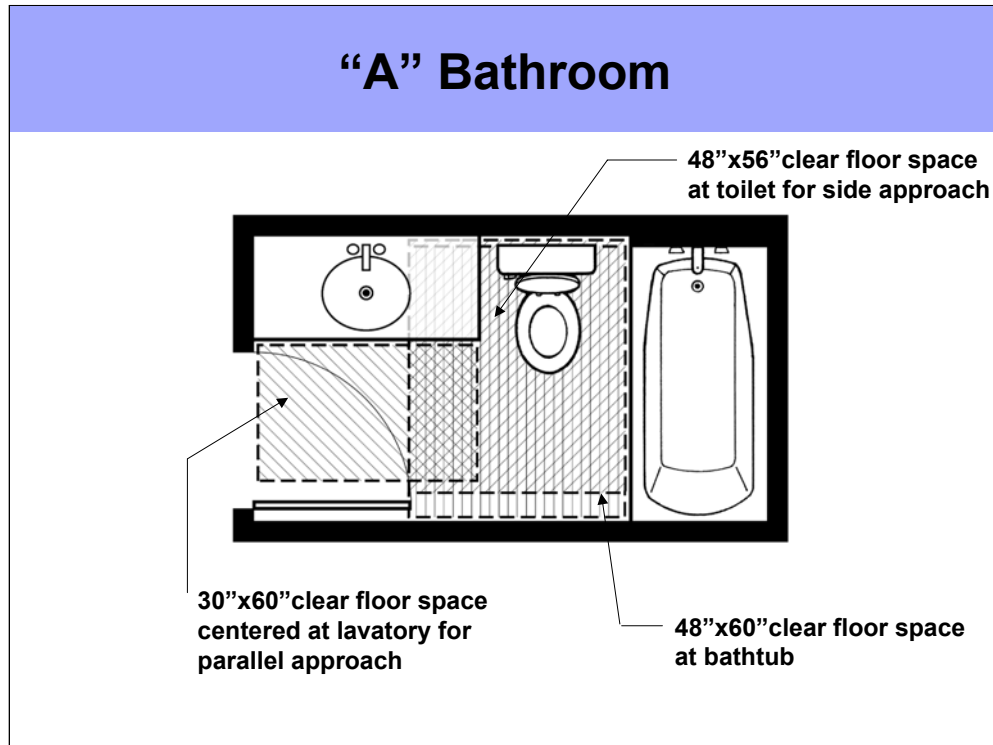 “A” Bathroom
48”x56”clear floor space
at toilet for side approach
30”x60”clear floor space
centered at lavatory for
parallel approach
48”x60”clear floor space
at bathtub